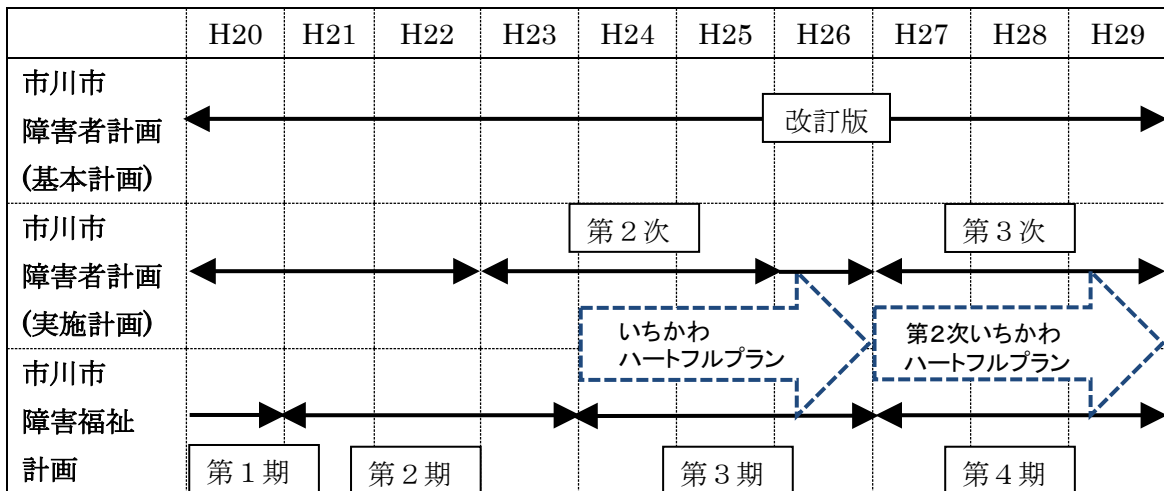 H20 H21 H22 H23 H24 H25 H26 H27 H28 H29
市川市
障害者計画
(基本計画)
改訂版
市川市
障害者計画
(実施計画)
第２次
第３次
いちかわ
ハートフルプラン
第2次いちかわ
ハートフルプラン
市川市
障害福祉
計画
第１期
第２期
第３期
第４期